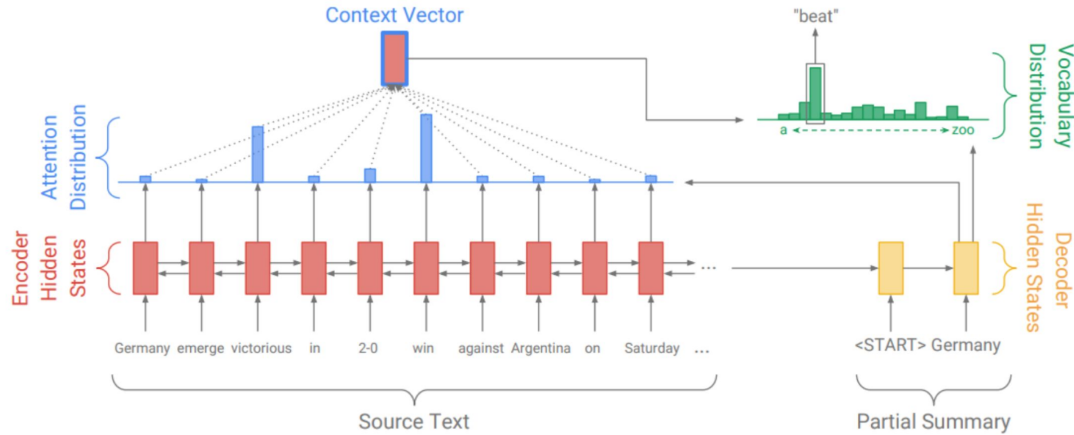 Context Vector
"beat"
Vocabulary
Distribution
a
zoo
Attention
Distribution
Encoder
Hidden
States
...
Decoder
Hidden States
Germany emerge victorious in 2-0 win against Argentina on Saturday ...
<START> Germany
Source Text
Partial Summary